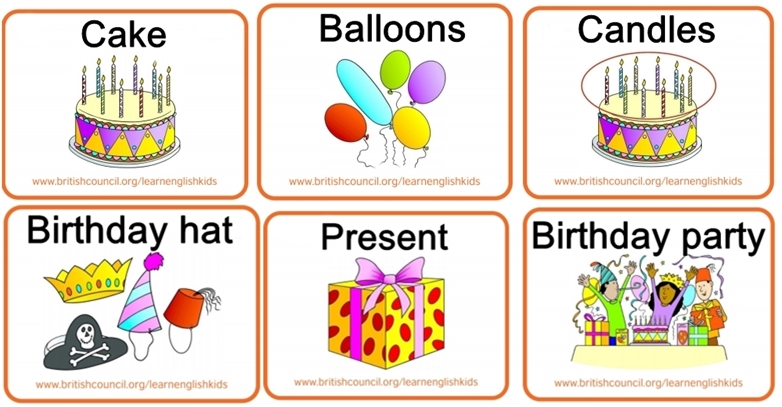 Cake
www.britishcouncil.org/learnenglishkids
Balloons
www.britishcouncil.org/learnenglishkids
Candles
www.britishcouncil.org/learnenglishkids
Birthday hat
www.britishcouncil.org/learnenglishkids
Present
www.britishcouncil.org/learnenglishkids
Birthday party
www.britishcouncil.org/learnenglishkids